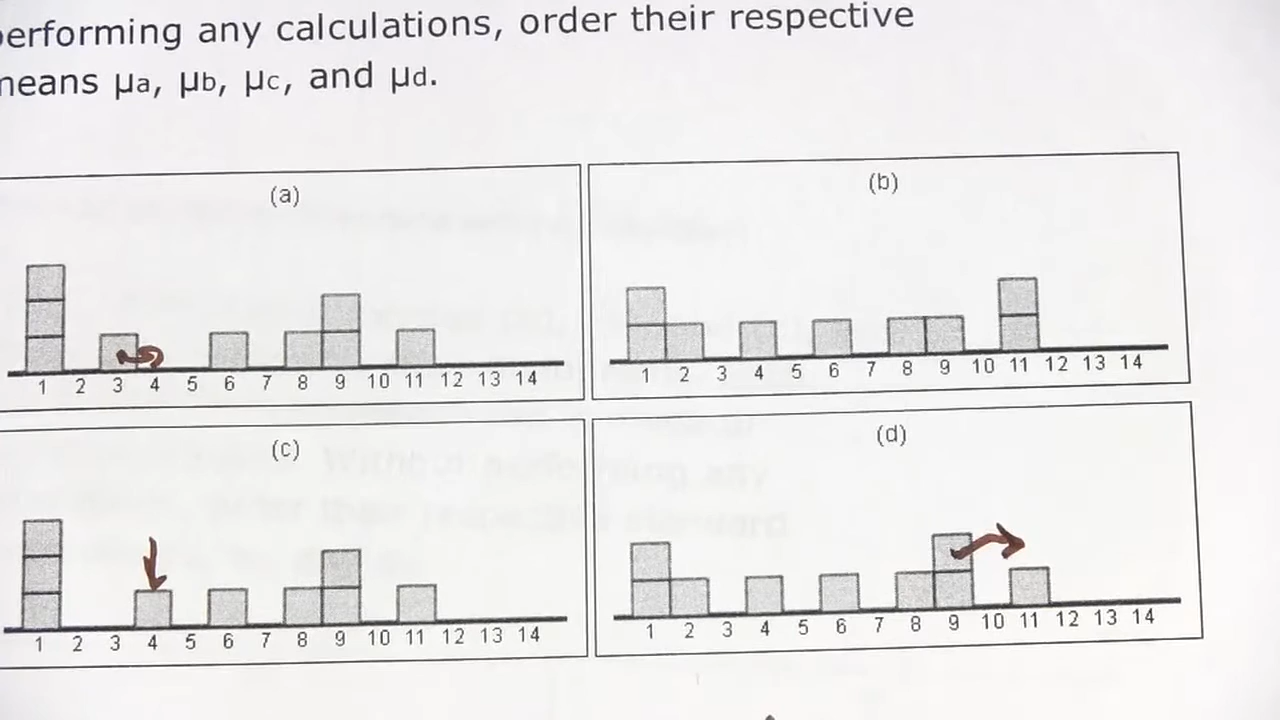 performing any calculations, order their respective
means µa, µb, µc, and µd.
(a)
1 2 3 4 5 6 7 8 9 10 11 12 13 14
(b)
1 2 3 4 5 6 7 8 9 10 11 12 13 14
(c)
1 2 3 4 5 6 7 8 9 10 11 12 13 14
(d)
1 2 3 4 5 6 7 8 9 10 11 12 13 14